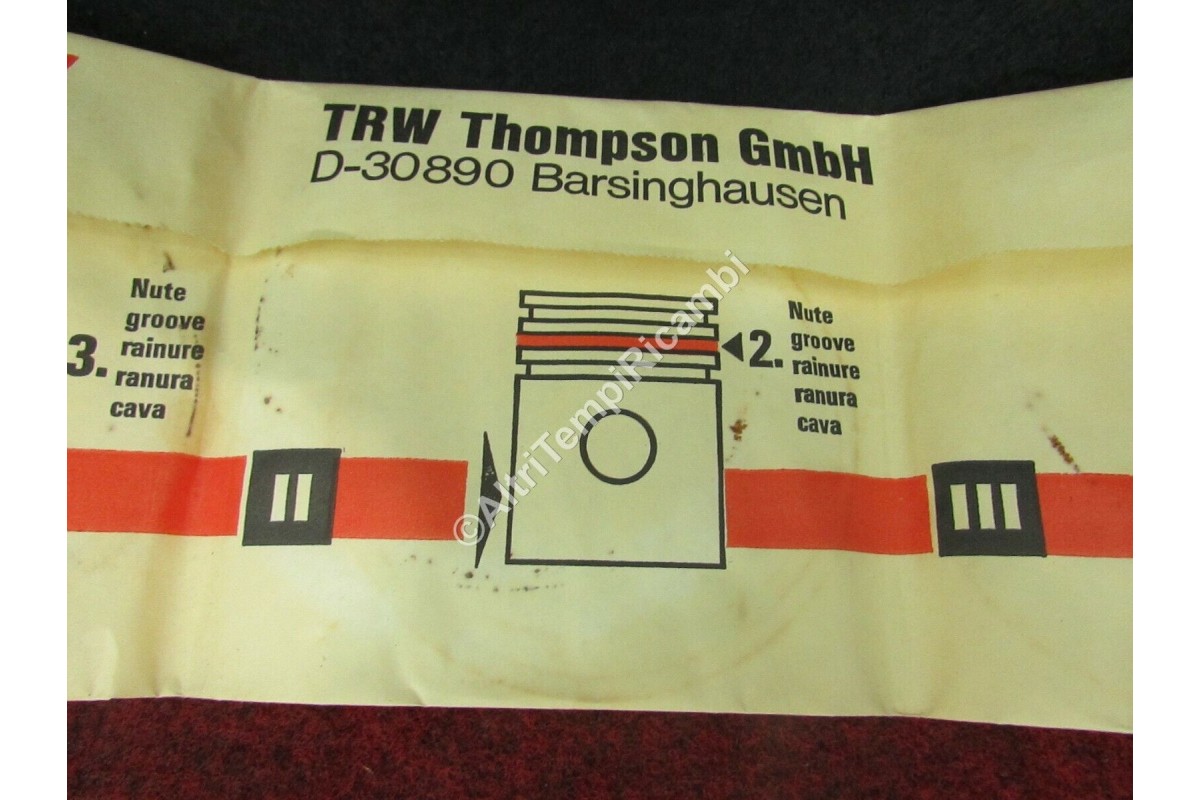 TRW Thompson GmbH
D-30890 Barsinghausen
3.
Nute
groove
rainure
ranura
cava
2.
Nute
groove
rainure
ranura
cava
II
III
©AltriTempiRicambi